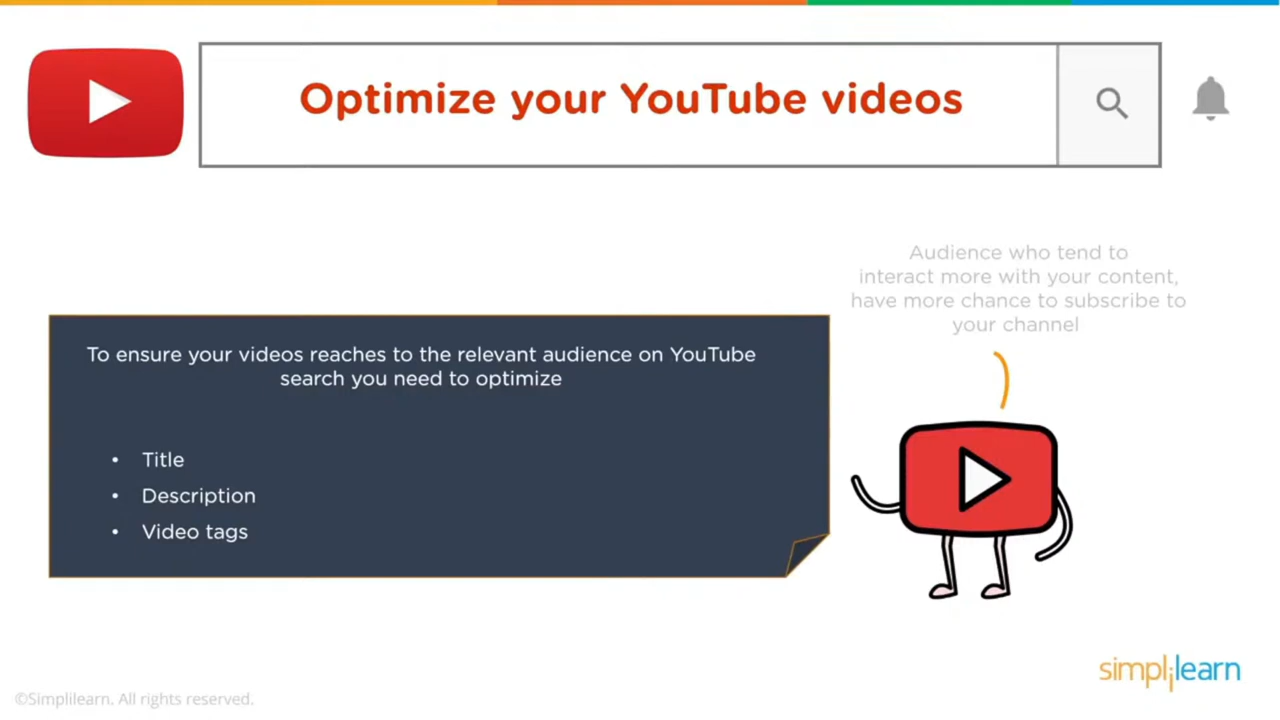 Optimize your YouTube videos
Audience who tend to
interact more with your content,
have more chance to subscribe to
your channel
To ensure your videos reaches to the relevant audience on YouTube
search you need to optimize
• Title
• Description
• Video tags
simplilearn
©Simplilearn. All rights reserved.